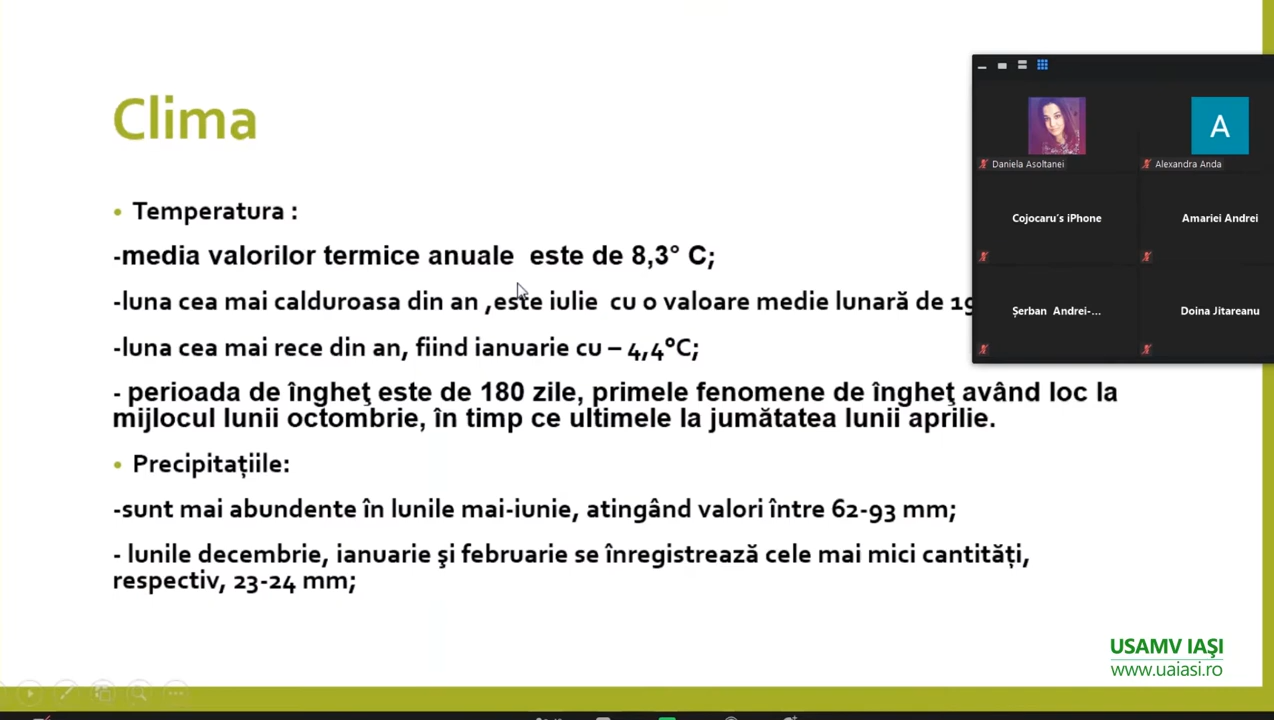 Clima
• Temperatura :
-media valorilor termice anuale este de 8,3° C;
-luna cea mai calduroasa din an ,este iulie cu o valoare medie lunară de
-luna cea mai rece din an, fiind ianuarie cu – 4,4°C;
- perioada de îngheţ este de 180 zile, primele fenomene de îngheţ având loc la
mijlocul lunii octombrie, în timp ce ultimele la jumătatea lunii aprilie.
• Precipitațiile:
-sunt mai abundente în lunile mai-iunie, atingând valori între 62-93 mm;
- lunile decembrie, ianuarie şi februarie se înregistrează cele mai mici cantități,
respectiv, 23-24 mm;
A
Daniela Asoltanei
Alexandra Anda
Cojocaru's iPhone
Amariei Andrei
Șerban Andrei-...
Doina Jitareanu
USAMV IAŞI
www.uaiasi.ro